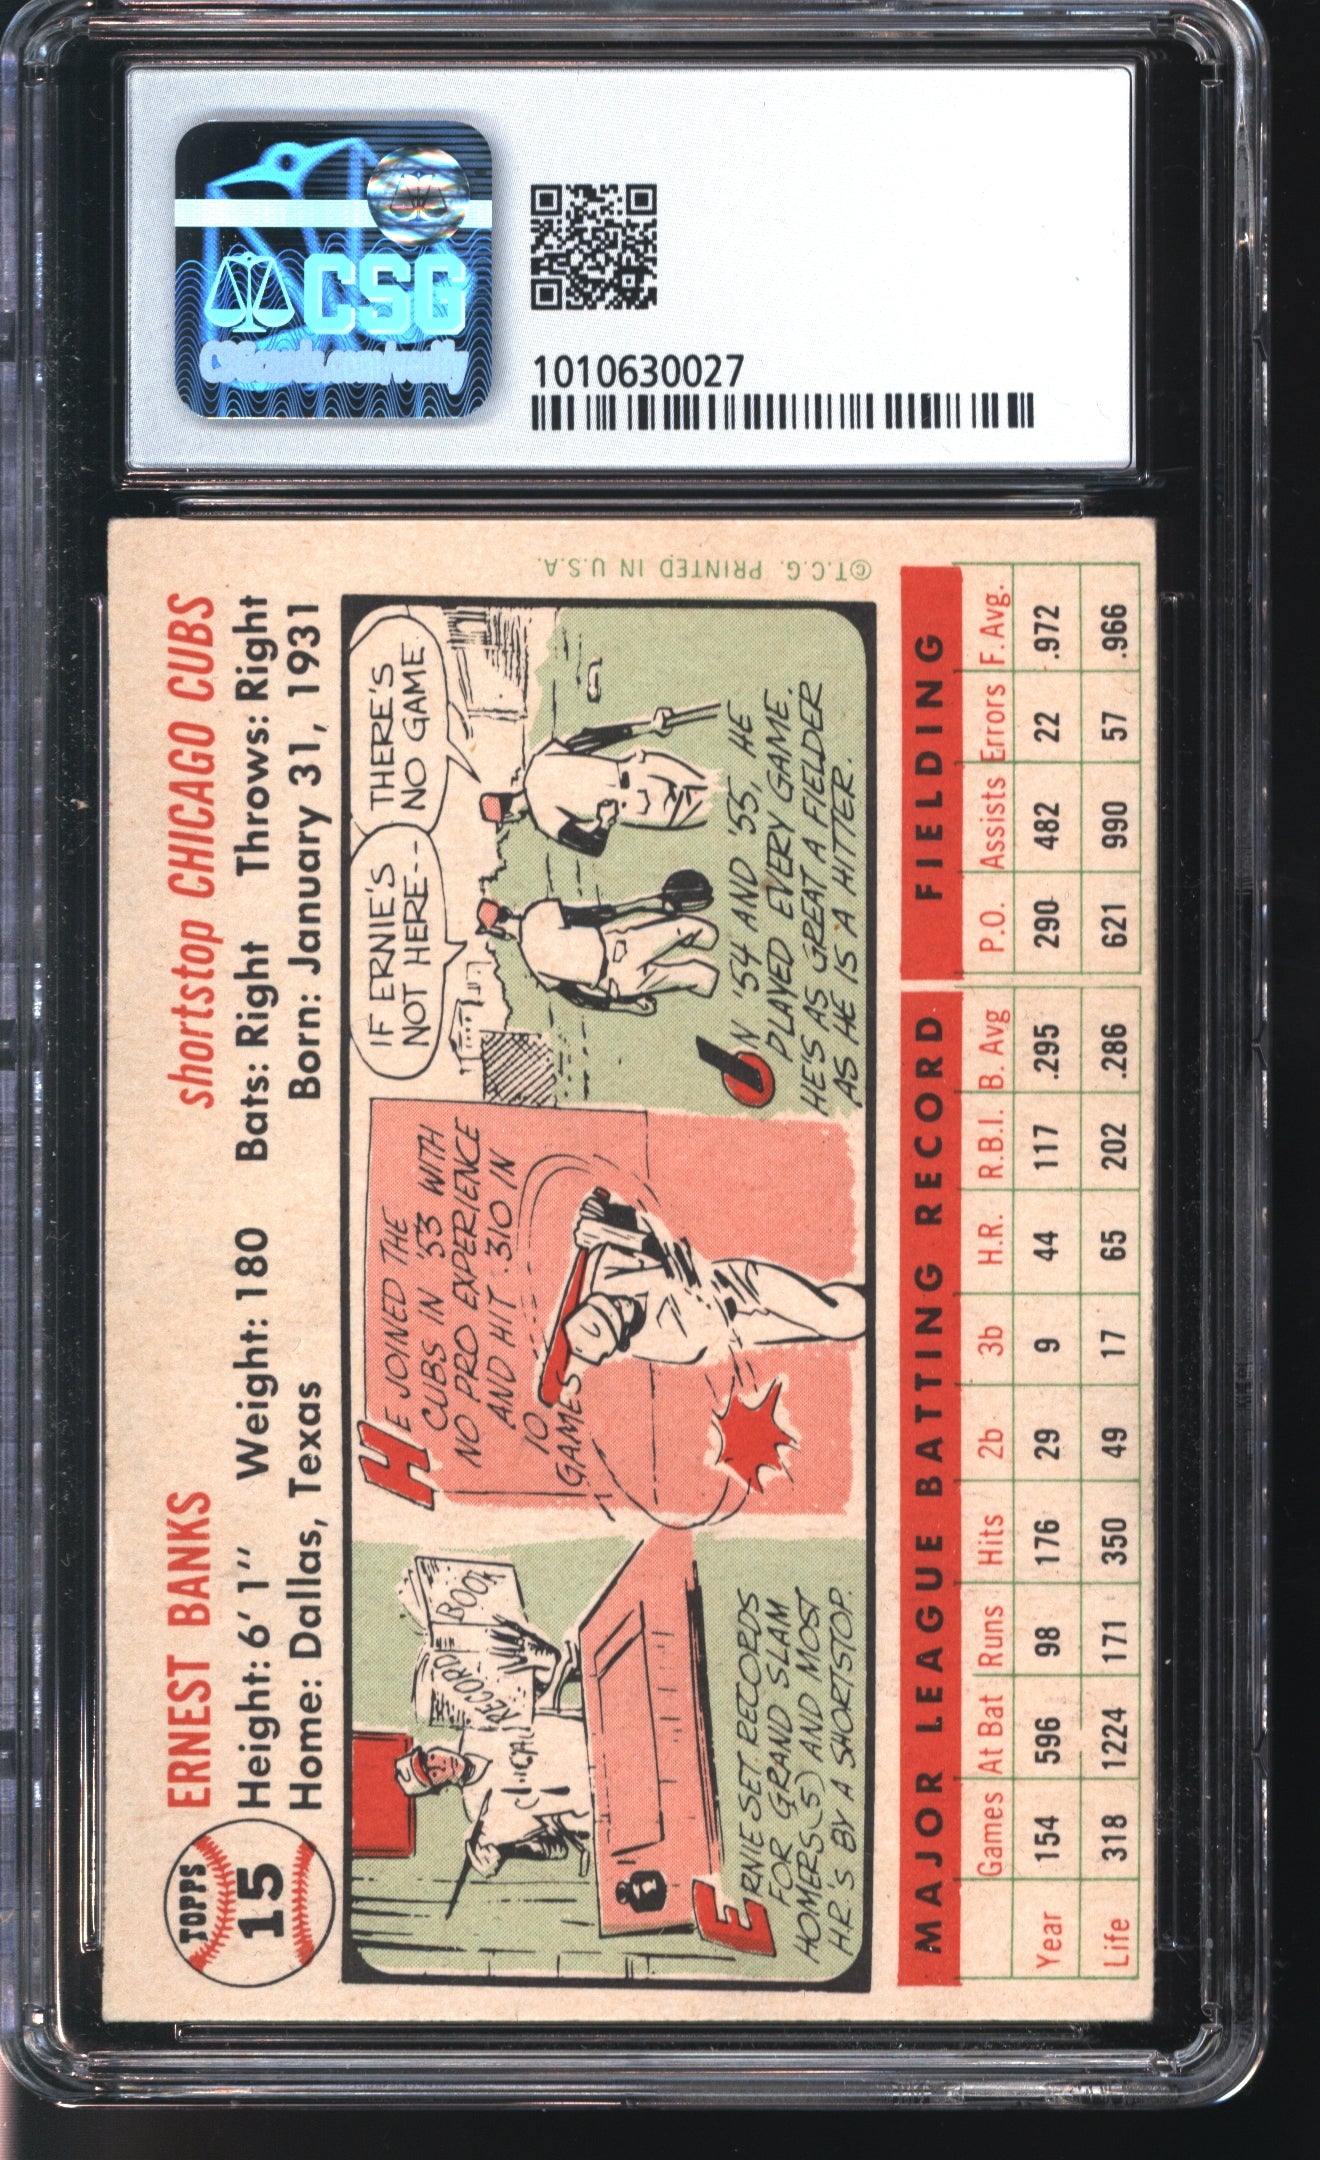 CSG
1010630027
TOPPS
15
ERNEST BANKS shortstop CHICAGO CUBS
Height: 6' 1" Weight: 180 Bats: Right Throws: Right
Home: Dallas, Texas Born: January 31, 1931
RECORD BOOK
ERNIE SET RECORDS
FOR GRAND SLAM
HOMERS (5) AND MOST
H.R.'S BY A SHORTSTOP.
HE JOINED THE
CUBS IN '53 WITH
NO PRO EXPERIENCE
AND HIT .310 IN
10
GAMES
IF ERNIE'S
NOT HERE--
THERE'S
NO GAME
IN '54 AND '55, HE
PLAYED EVERY GAME.
HE'S AS GREAT A FIELDER
AS HE IS A HITTER.
©T.C.G. PRINTED IN U.S.A.
MAJOR LEAGUE BATTING RECORD FIELDING
Games At Bat Runs Hits 2b 3b H.R. R.B.I. B. Avg P.O. Assists Errors F. Avg.
Year 154 596 98 176 29 9 44 117 .295 290 482 22 .972
Life 318 1224 171 350 49 17 65 202 .286 621 990 57 .966